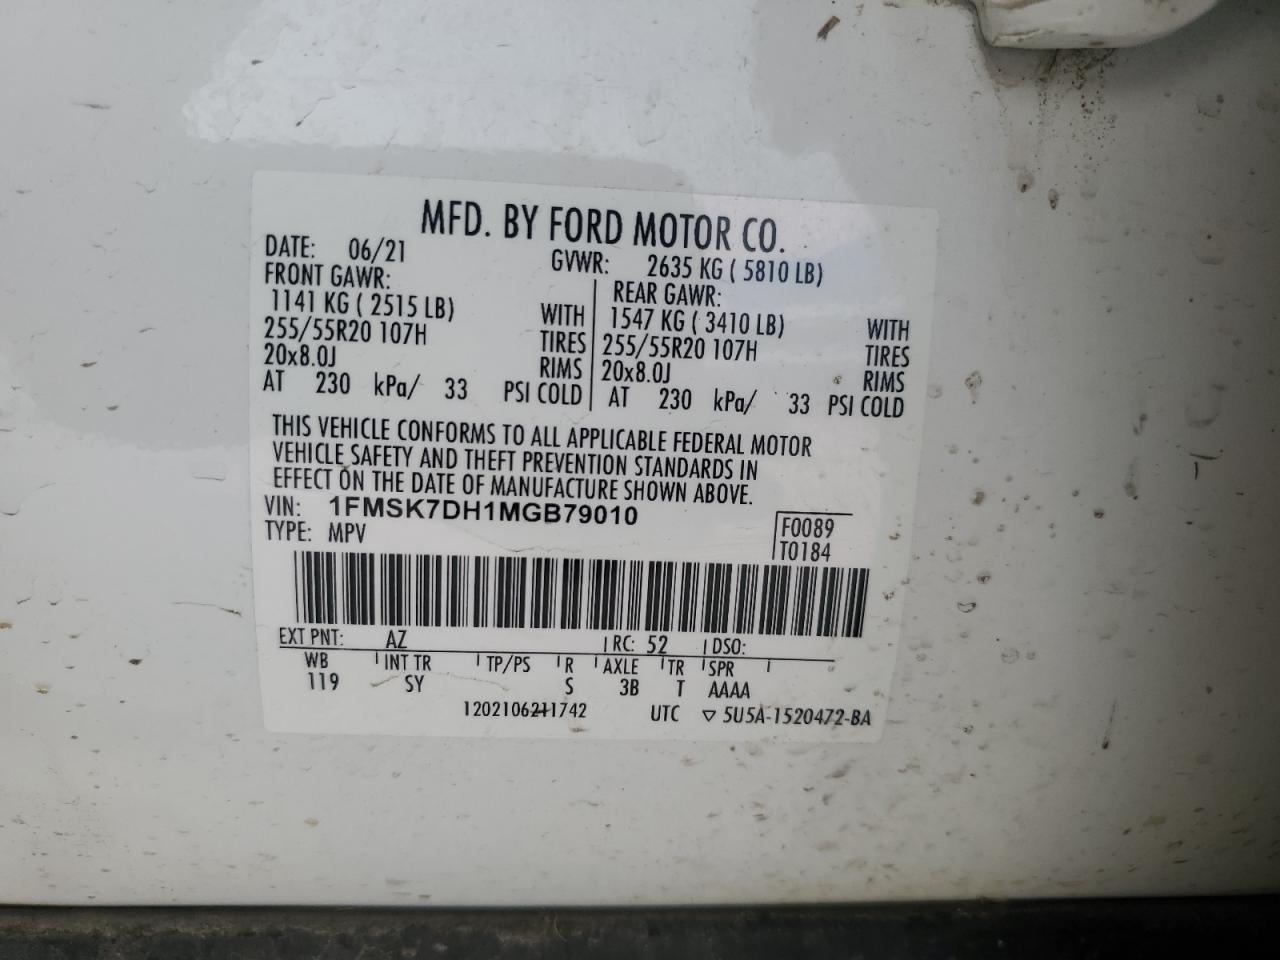 MFD. BY FORD MOTOR CO.
DATE: 06/21 GVWR: 2635 KG ( 5810 LB)
FRONT GAWR: REAR GAWR:
1141 KG ( 2515 LB) WITH 1547 KG ( 3410 LB) WITH
255/55R20 107H TIRES 255/55R20 107H TIRES
20x8.0J RIMS 20x8.0J RIMS
AT 230 kPa/ 33 PSI COLD AT 230 kPa/ 33 PSI COLD
THIS VEHICLE CONFORMS TO ALL APPLICABLE FEDERAL MOTOR
VEHICLE SAFETY AND THEFT PREVENTION STANDARDS IN
EFFECT ON THE DATE OF MANUFACTURE SHOWN ABOVE.
VIN: 1FMSK7DH1MGB79010
TYPE: MPV
F0089
T0184
EXT PNT: AZ RC: 52 DSO:
WB INT TR TP/PS R AXLE TR SPR
119 SY S 3B T AAAA
1202106211742 UTC ▽ 5U5A-1520472-BA